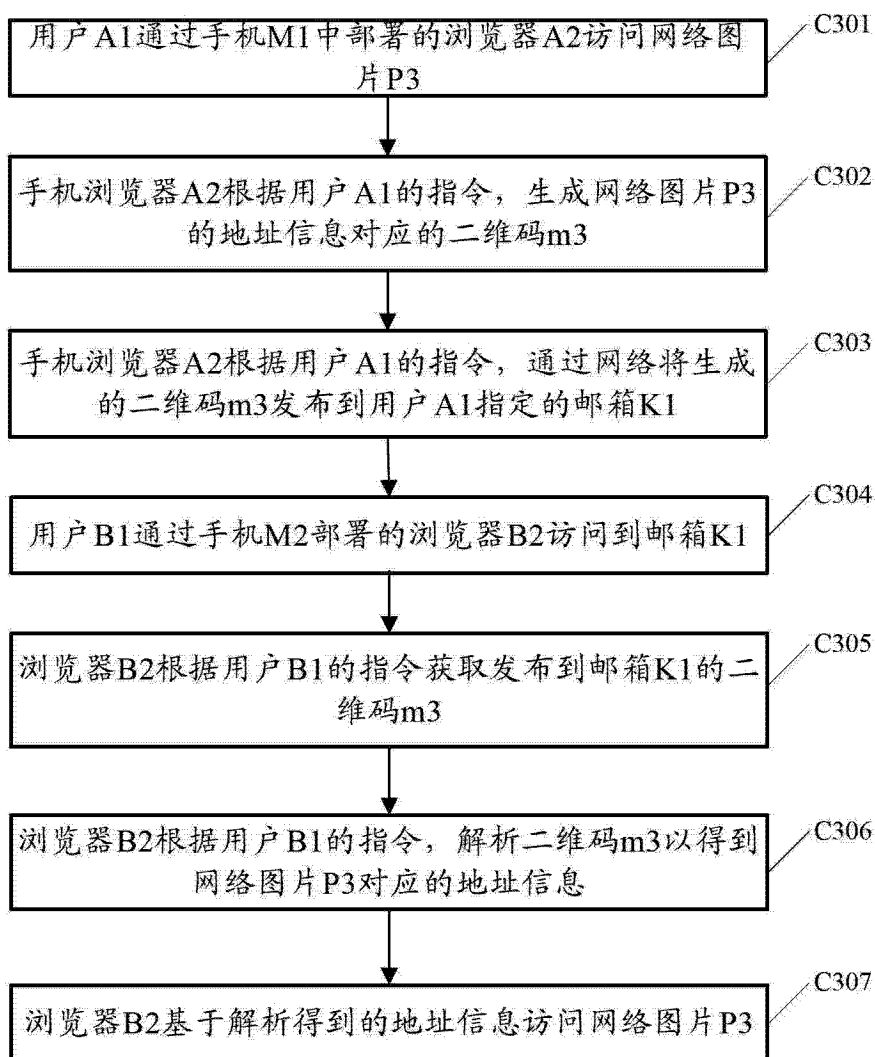 用户A1通过手机M1中部署的浏览器A2访问网络图
片P3
C301
手机浏览器A2根据用户A1的指令，生成网络图片P3
的地址信息对应的二维码m3
C302
手机浏览器A2根据用户A1的指令，通过网络将生成
的二维码m3发布到用户A1指定的邮箱K1
C303
用户B1通过手机M2部署的浏览器B2访问到邮箱K1
C304
浏览器B2根据用户B1的指令获取发布到邮箱K1的二
维码m3
C305
浏览器B2根据用户B1的指令，解析二维码m3以得到
网络图片P3对应的地址信息
C306
浏览器B2基于解析得到的地址信息访问网络图片P3
C307